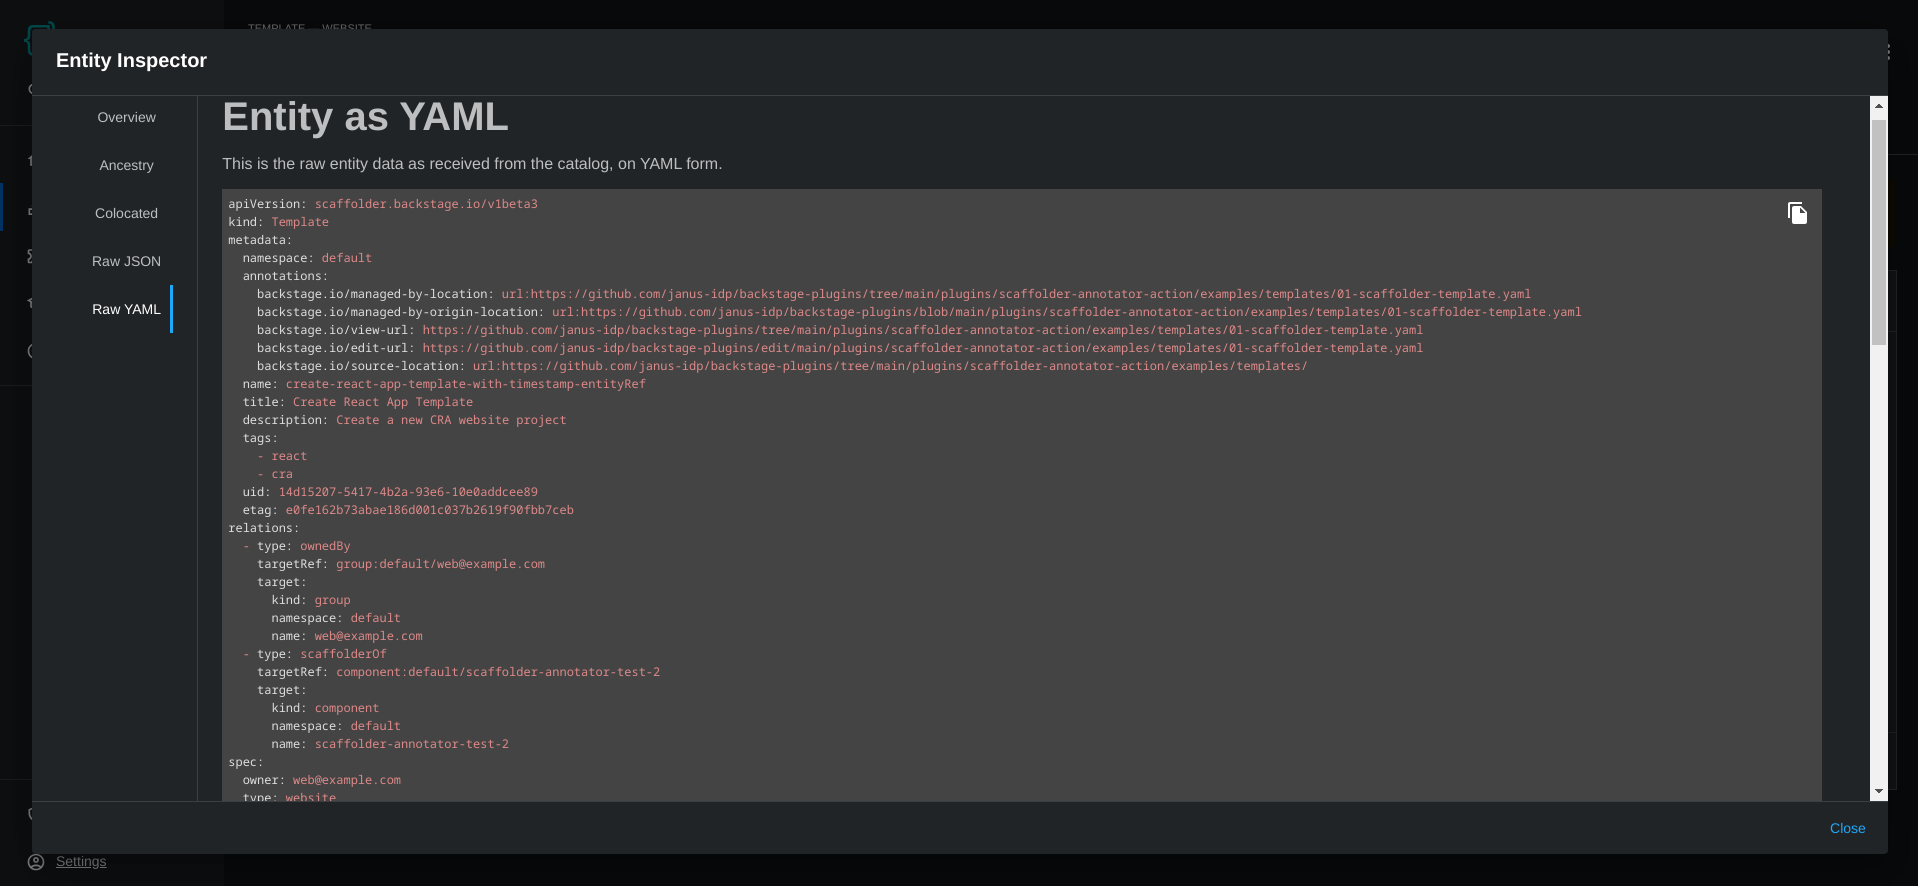 TEMPLATE — WEBSITE
Entity Inspector
Overview
Ancestry
Colocated
Raw JSON
Raw YAML
Entity as YAML
This is the raw entity data as received from the catalog, on YAML form.
apiVersion: scaffolder.backstage.io/v1beta3
kind: Template
metadata:
  namespace: default
  annotations:
    backstage.io/managed-by-location: url:https://github.com/janus-idp/backstage-plugins/tree/main/plugins/scaffolder-annotator-action/examples/templates/01-scaffolder-template.yaml
    backstage.io/managed-by-origin-location: url:https://github.com/janus-idp/backstage-plugins/blob/main/plugins/scaffolder-annotator-action/examples/templates/01-scaffolder-template.yaml
    backstage.io/view-url: https://github.com/janus-idp/backstage-plugins/tree/main/plugins/scaffolder-annotator-action/examples/templates/01-scaffolder-template.yaml
    backstage.io/edit-url: https://github.com/janus-idp/backstage-plugins/edit/main/plugins/scaffolder-annotator-action/examples/templates/01-scaffolder-template.yaml
    backstage.io/source-location: url:https://github.com/janus-idp/backstage-plugins/tree/main/plugins/scaffolder-annotator-action/examples/templates/
  name: create-react-app-template-with-timestamp-entityRef
  title: Create React App Template
  description: Create a new CRA website project
  tags:
    - react
    - cra
  uid: 14d15207-5417-4b2a-93e6-10e0addcee89
  etag: e0fe162b73abae186d001c037b2619f90fbb7ceb
relations:
  - type: ownedBy
    targetRef: group:default/web@example.com
    target:
      kind: group
      namespace: default
      name: web@example.com
  - type: scaffolderOf
    targetRef: component:default/scaffolder-annotator-test-2
    target:
      kind: component
      namespace: default
      name: scaffolder-annotator-test-2
spec:
  owner: web@example.com
  type: website
Close
Settings